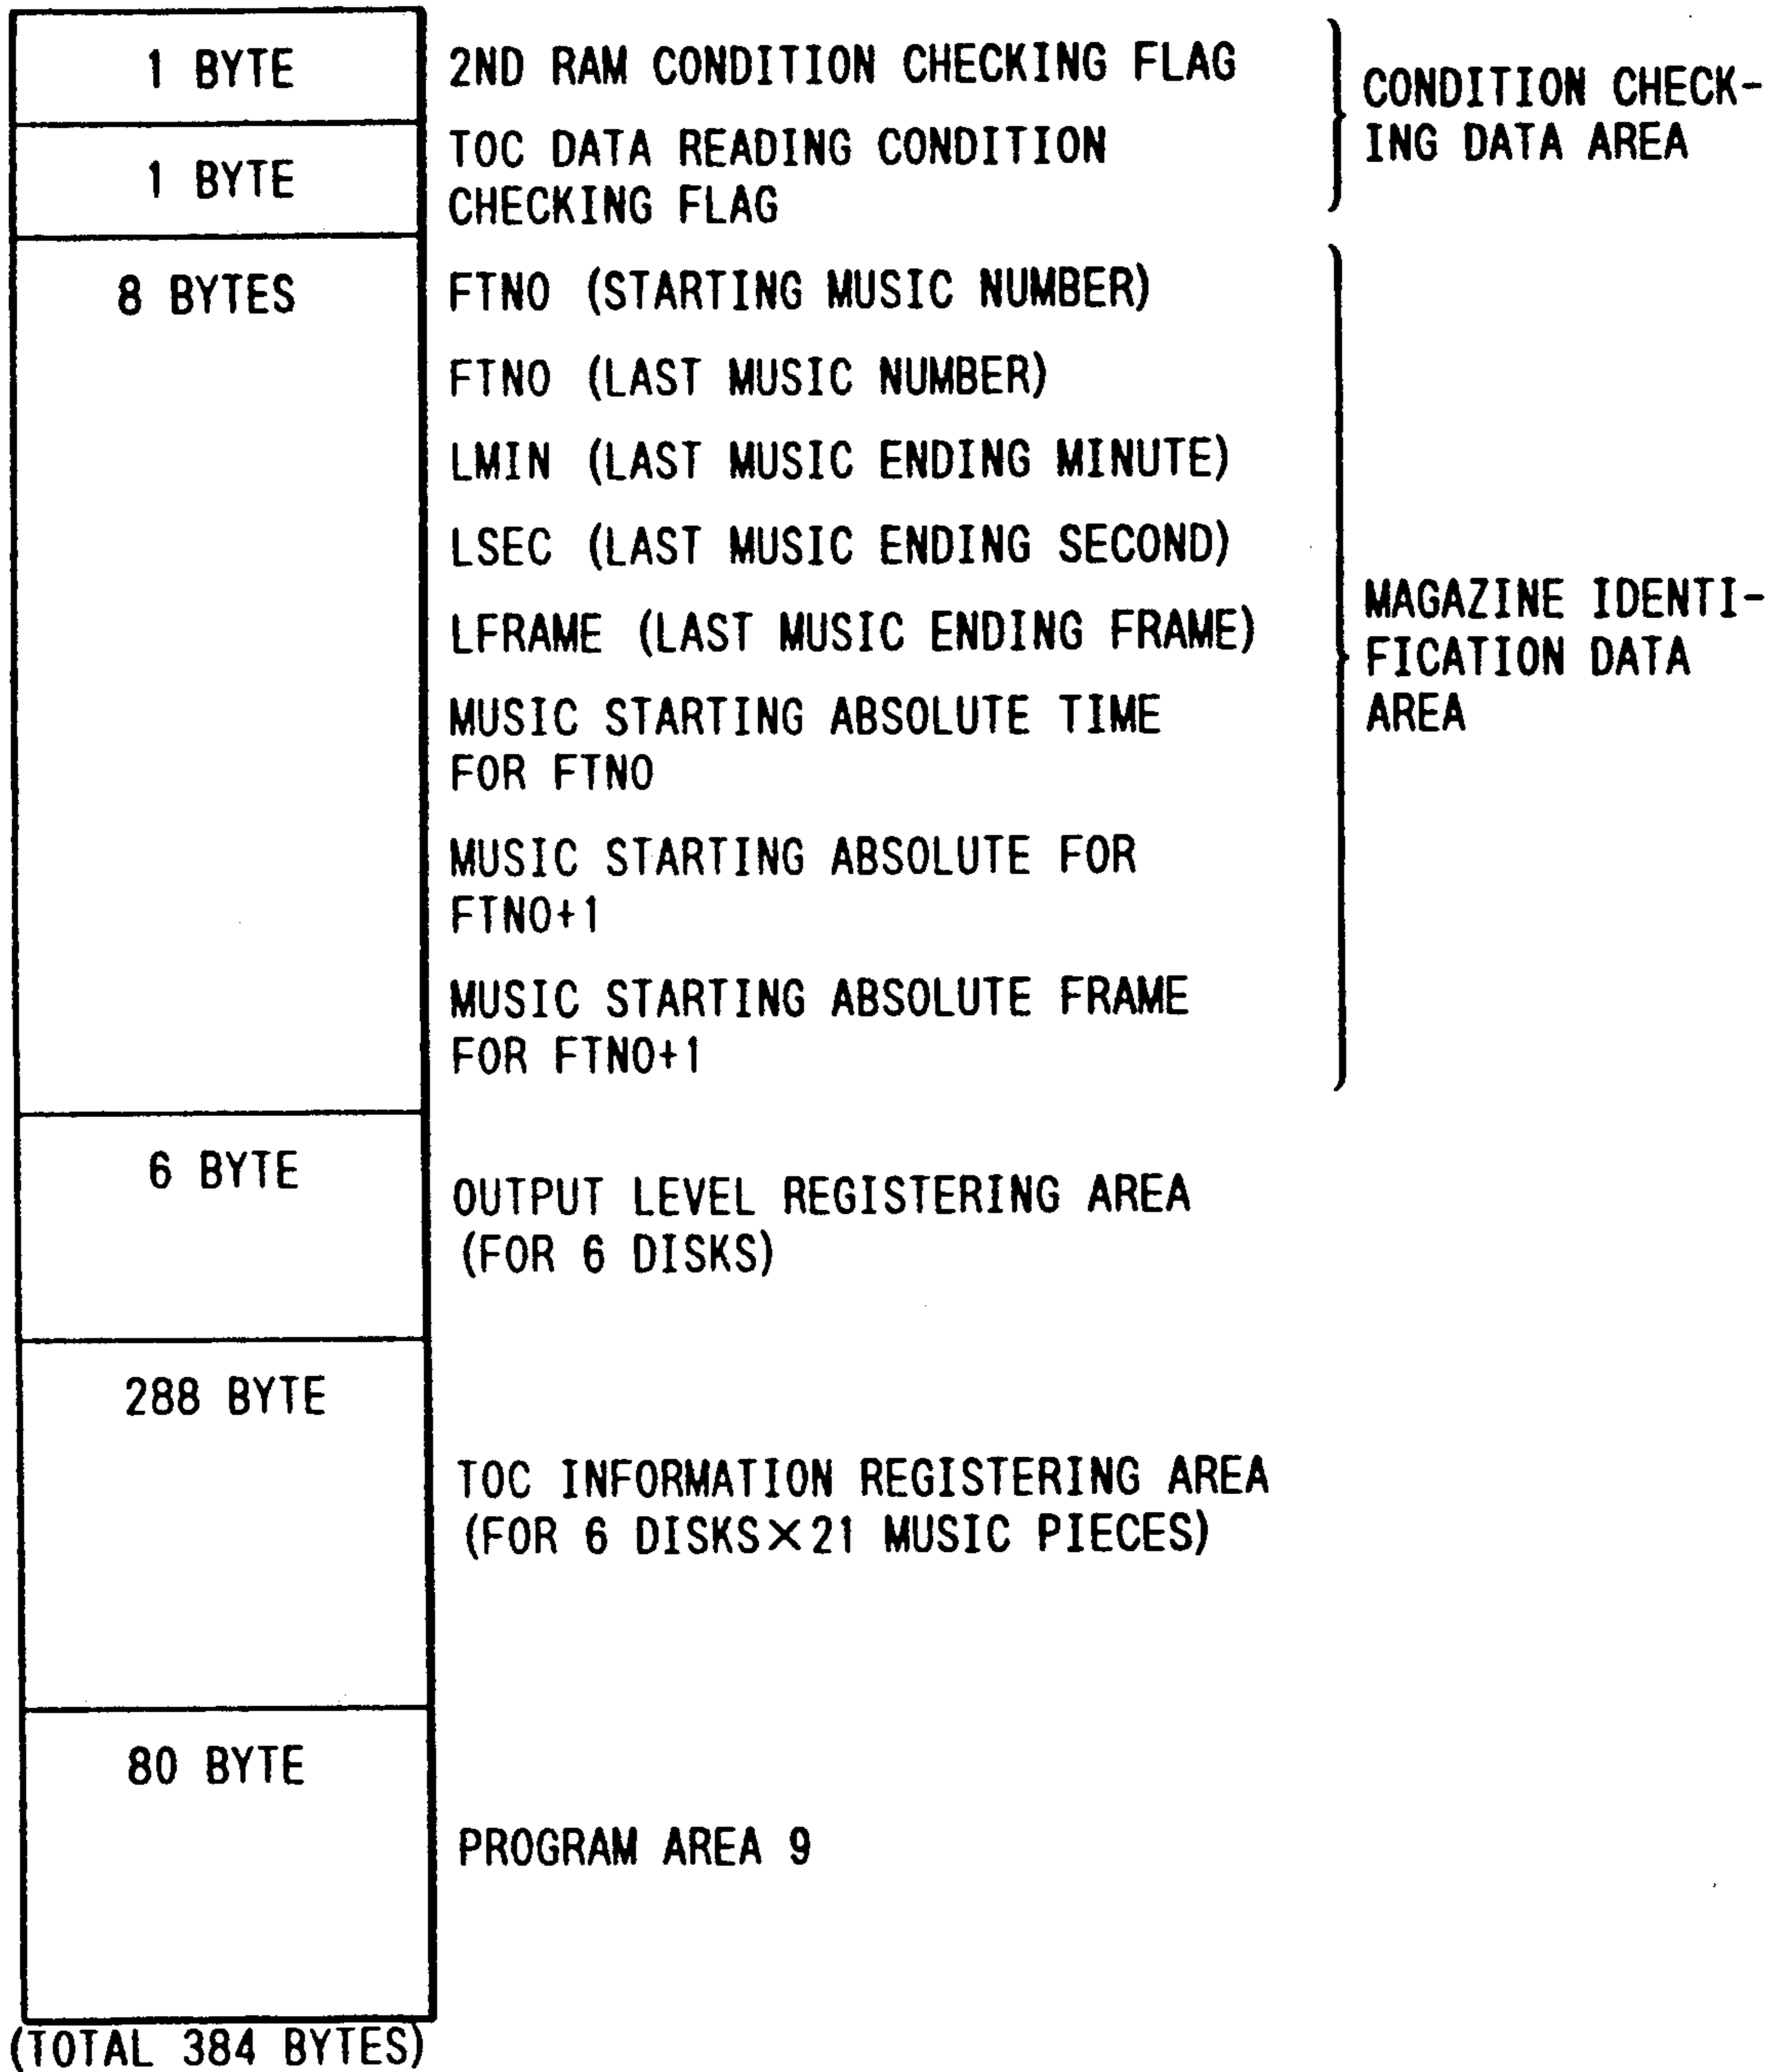 1 BYTE
2ND RAM CONDITION CHECKING FLAG
1 BYTE
TOC DATA READING CONDITION
CHECKING FLAG
CONDITION CHECK-
ING DATA AREA
8 BYTES
FTNO (STARTING MUSIC NUMBER)
FTNO (LAST MUSIC NUMBER)
LMIN (LAST MUSIC ENDING MINUTE)
LSEC (LAST MUSIC ENDING SECOND)
LFRAME (LAST MUSIC ENDING FRAME)
MUSIC STARTING ABSOLUTE TIME
FOR FTNO
MUSIC STARTING ABSOLUTE FOR
FTNO+1
MUSIC STARTING ABSOLUTE FRAME
FOR FTNO+1
MAGAZINE IDENTI-
FICATION DATA
AREA
6 BYTE
OUTPUT LEVEL REGISTERING AREA
(FOR 6 DISKS)
288 BYTE
TOC INFORMATION REGISTERING AREA
(FOR 6 DISKS×21 MUSIC PIECES)
80 BYTE
PROGRAM AREA 9
(TOTAL 384 BYTES)